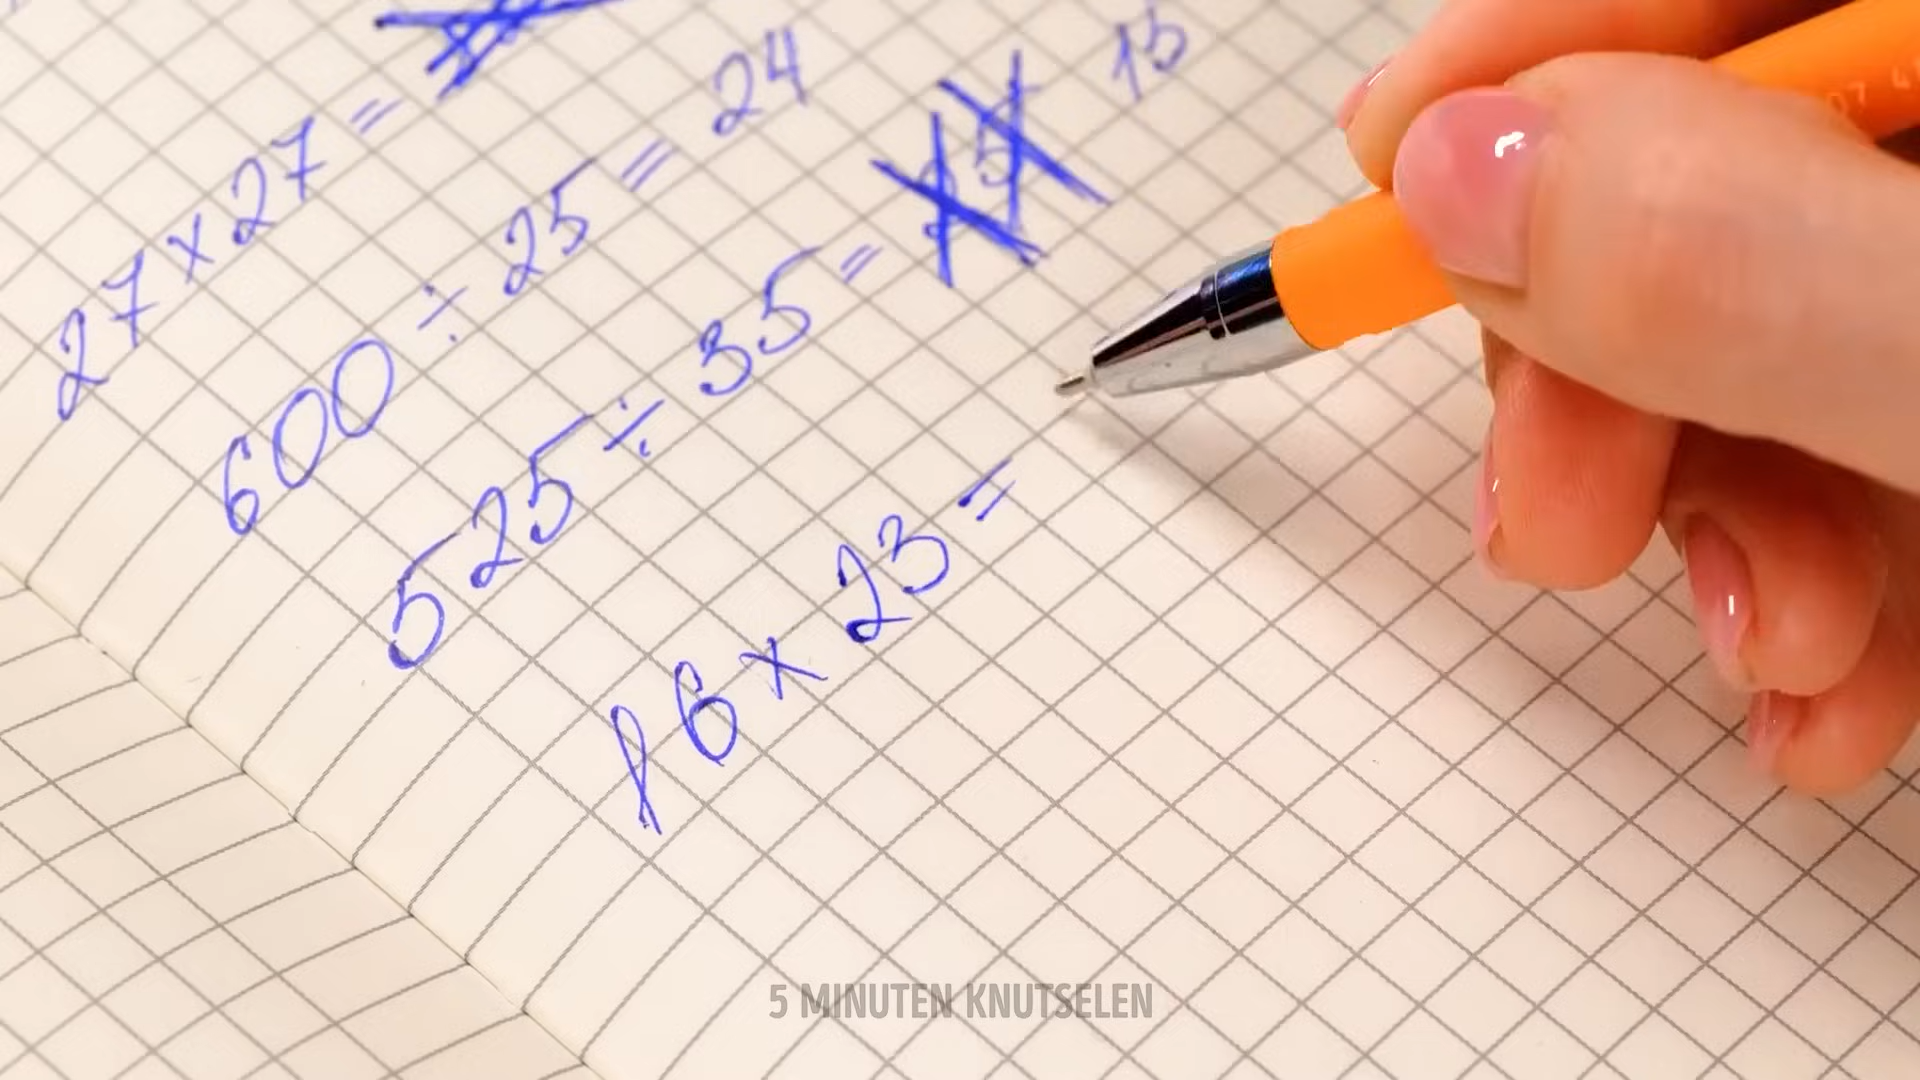 27 x 27 =
600 ÷ 25 = 24
525 ÷ 35 = 15
16 x 23 =
5 MINUTEN KNUTSELEN